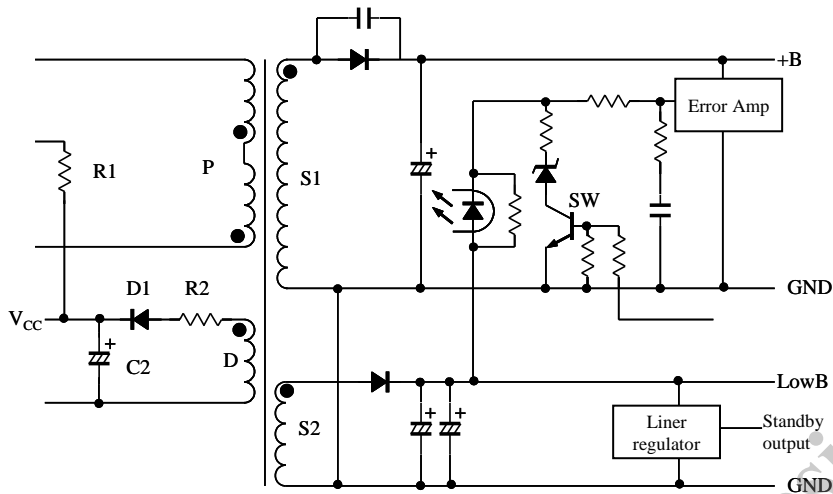 +B
Error Amp
R1
P
S1
SW
GND
D1
R2
VCC
C2
D
LowB
S2
Liner
regulator
Standby
output
GND